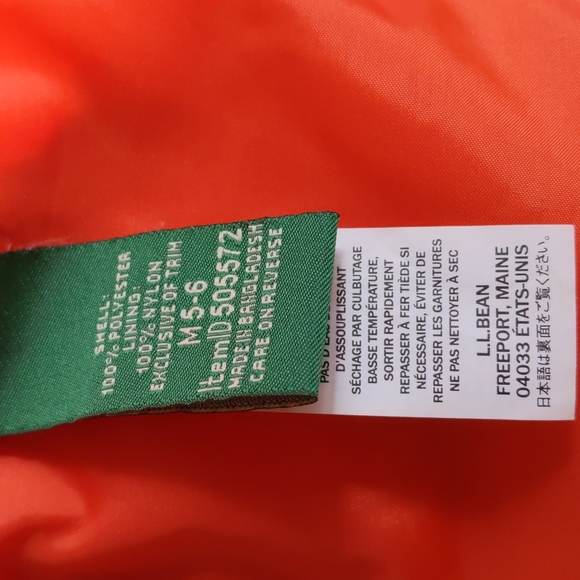 SHELL:
100% POLYESTER
LINING:
100% NYLON
EXCLUSIVE OF TRIM
M 5-6
ItemID 505572
MADE IN BANGLADESH
CARE ON REVERSE
D'ASSOUPLISSANT
SÉCHAGE PAR CULBUTAGE
BASSE TEMPÉRATURE,
SORTIR RAPIDEMENT
REPASSER À FER TIÈDE SI
NÉCESSAIRE, ÉVITER DE
REPASSER LES GARNITURES
NE PAS NETTOYER À SEC
L.L.BEAN
FREEPORT, MAINE
04033 ÉTATS-UNIS
日本語は裏面をご覧ください。